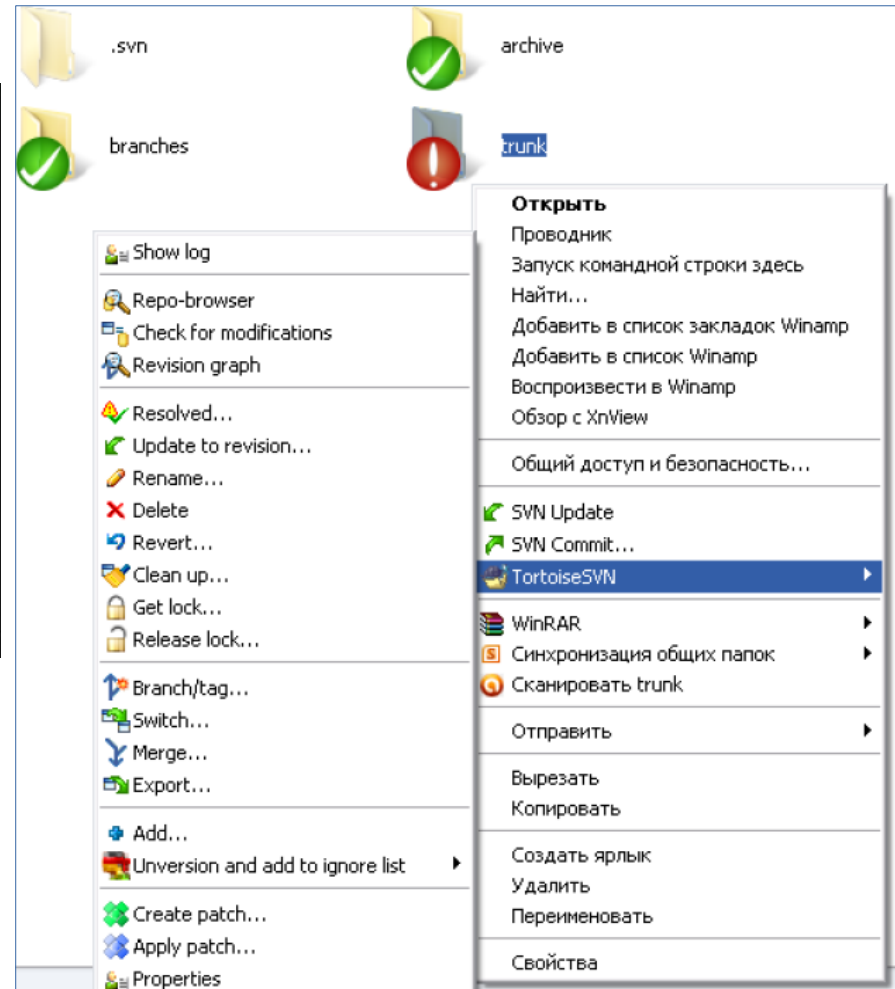 .svn
archive
branches
trunk
Show log
Repo-browser
Check for modifications
Revision graph
Resolved...
Update to revision...
Rename...
Delete
Revert...
Clean up...
Get lock...
Release lock...
Branch/tag...
Switch...
Merge...
Export...
Add...
Unversion and add to ignore list
Create patch...
Apply patch...
Properties
Открыть
Проводник
Запуск командной строки здесь
Найти...
Добавить в список закладок Winamp
Добавить в список Winamp
Воспроизвести в Winamp
Обзор с XnView
Общий доступ и безопасность...
SVN Update
SVN Commit...
TortoiseSVN
WinRAR
Синхронизация общих папок
Сканировать trunk
Отправить
Вырезать
Копировать
Создать ярлык
Удалить
Переименовать
Свойства